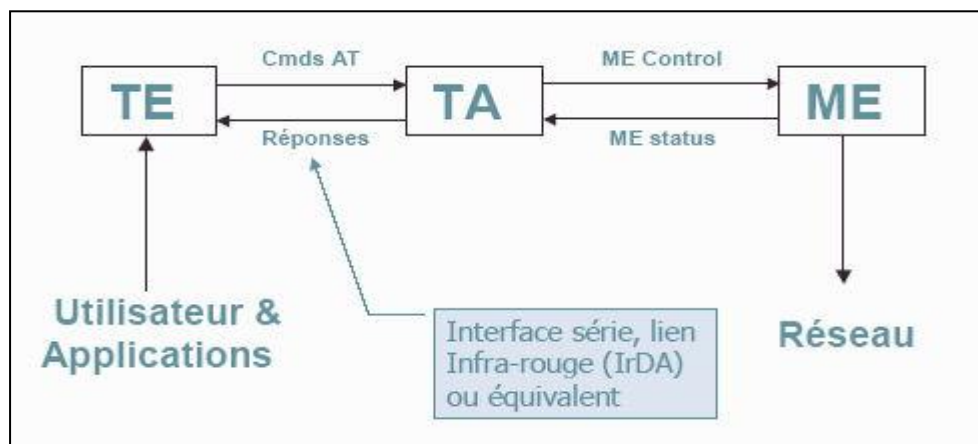 Cmds AT
ME Control
TE
TA
ME
Réponses
ME status
Utilisateur &
Applications
Interface série, lien
Infra-rouge (IrDA)
ou équivalent
Réseau